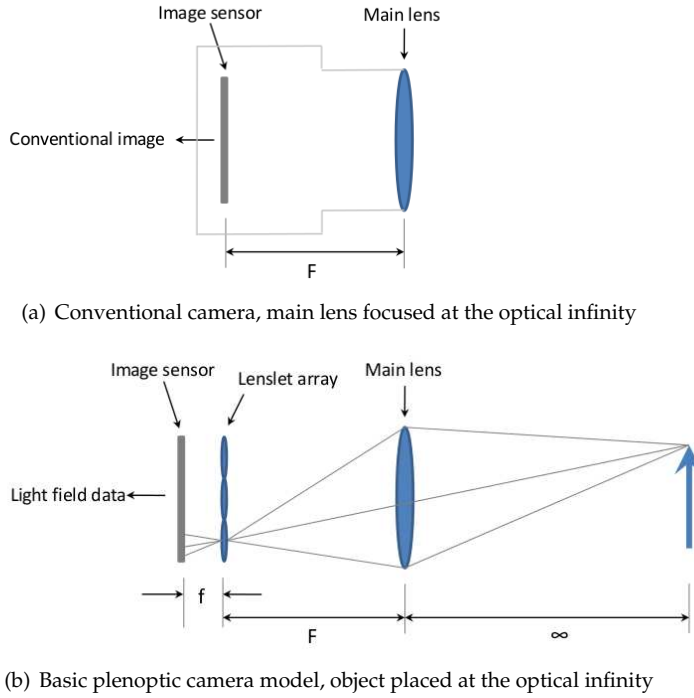 Image sensor
Main lens
Conventional image
F
(a) Conventional camera, main lens focused at the optical infinity
Image sensor
Lenslet array
Main lens
Light field data
f
F
∞
(b) Basic plenoptic camera model, object placed at the optical infinity